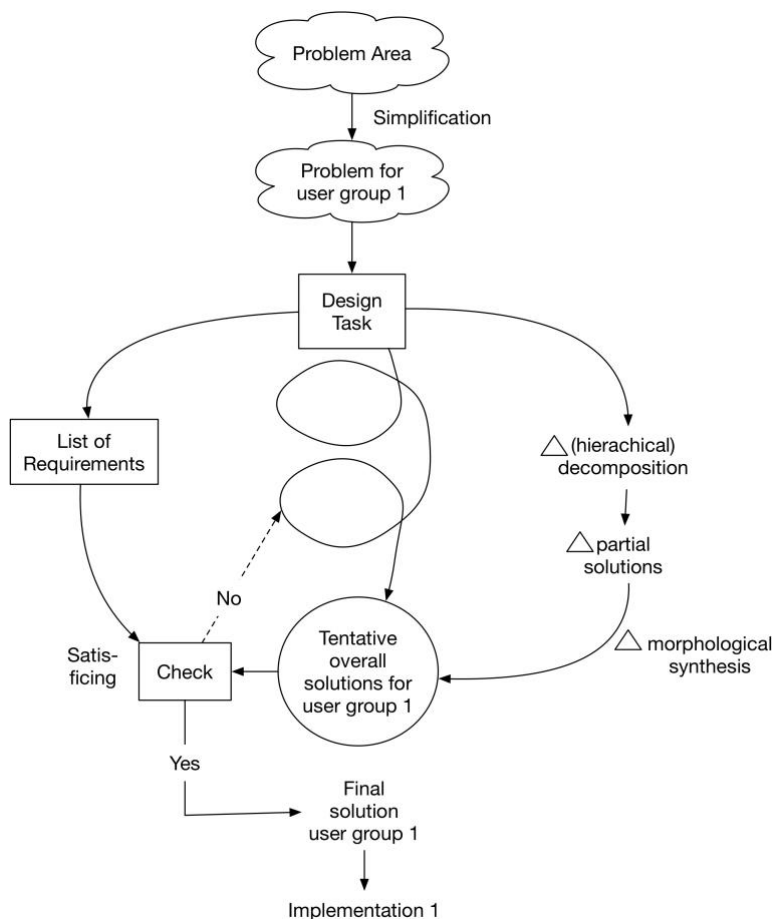 Problem Area
Simplification
Problem for
user group 1
Design
Task
List of
Requirements
(hierachical)
decomposition
partial
solutions
No
Tentative
overall
solutions for
user group 1
morphological
synthesis
Satis-
ficing
Check
Yes
Final
solution
user group 1
Implementation 1